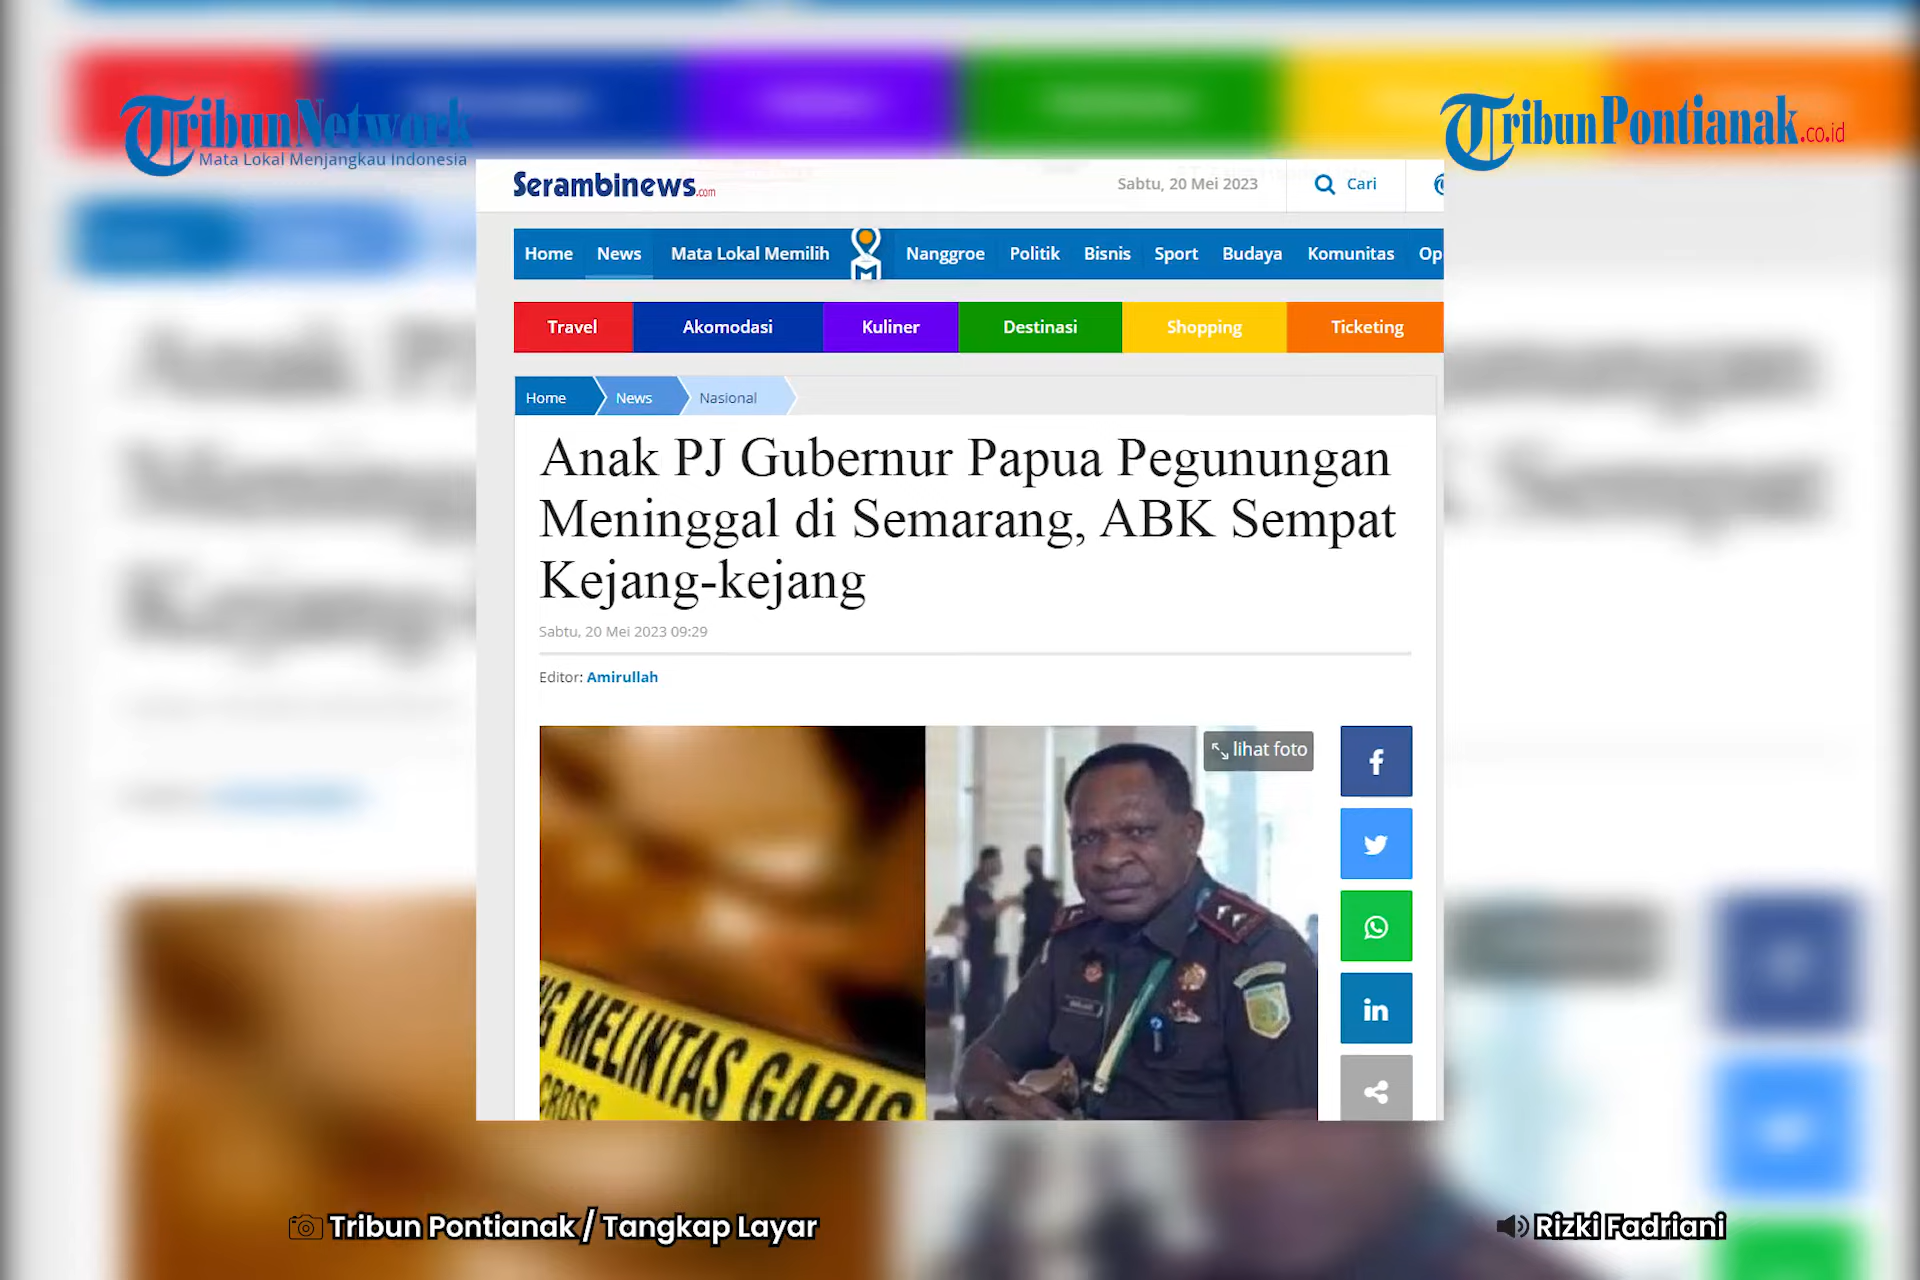 TribunNetwork
Mata Lokal Menjangkau Indonesia
TribunPontianak.co.id
Serambinews.com
Sabtu, 20 Mei 2023
Cari
Home News Mata Lokal Memilih M Nanggroe Politik Bisnis Sport Budaya Komunitas Op
Travel Akomodasi Kuliner Destinasi Shopping Ticketing
Home News Nasional
Anak PJ Gubernur Papua Pegunungan
Meninggal di Semarang, ABK Sempat
Kejang-kejang
Sabtu, 20 Mei 2023 09:29
Editor: Amirullah
lihat foto
f
in
G MELINTAS GARIS
CROSS
Tribun Pontianak / Tangkap Layar
Rizki Fadriani